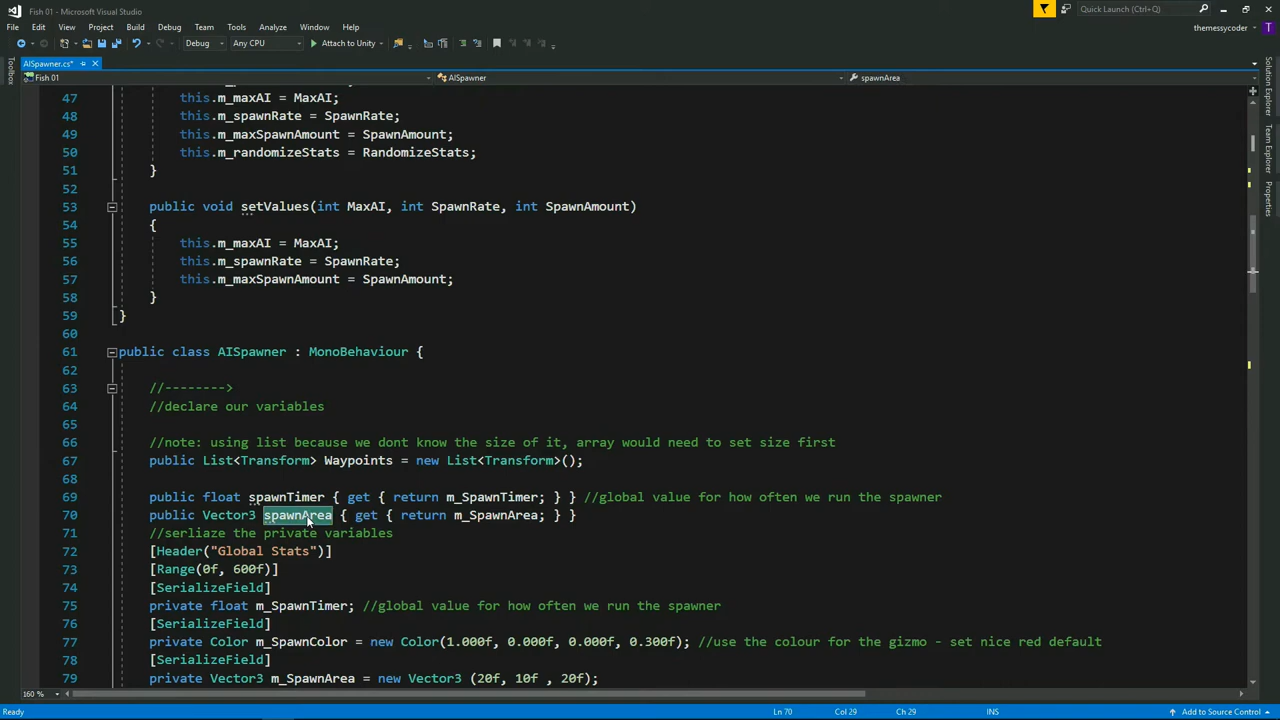 Fish 01 - Microsoft Visual Studio
Quick Launch (Ctrl+Q)
File Edit View Project Build Debug Team Tools Analyze Window Help
themessycoder T
Debug Any CPU Attach to Unity
AISpawner.cs*
Fish 01 AISpawner spawnArea
Toolbox
Solution Explorer
Team Explorer
Properties
47 this.m_maxAI = MaxAI;
48 this.m_spawnRate = SpawnRate;
49 this.m_maxSpawnAmount = SpawnAmount;
50 this.m_randomizeStats = RandomizeStats;
51 }
52
53 public void setValues(int MaxAI, int SpawnRate, int SpawnAmount)
54 {
55 this.m_maxAI = MaxAI;
56 this.m_spawnRate = SpawnRate;
57 this.m_maxSpawnAmount = SpawnAmount;
58 }
59 }
60
61 public class AISpawner : MonoBehaviour {
62
63 //-------->
64 //declare our variables
65
66 //note: using list because we dont know the size of it, array would need to set size first
67 public List<Transform> Waypoints = new List<Transform>();
68
69 public float spawnTimer { get { return m_SpawnTimer; } } //global value for how often we run the spawner
70 public Vector3 spawnArea { get { return m_SpawnArea; } }
71 //serliaze the private variables
72 [Header("Global Stats")]
73 [Range(0f, 600f)]
74 [SerializeField]
75 private float m_SpawnTimer; //global value for how often we run the spawner
76 [SerializeField]
77 private Color m_SpawnColor = new Color(1.000f, 0.000f, 0.000f, 0.300f); //use the colour for the gizmo - set nice red default
78 [SerializeField]
79 private Vector3 m_SpawnArea = new Vector3 (20f, 10f , 20f);
160 %
Ready Ln 70 Col 29 Ch 29 INS Add to Source Control